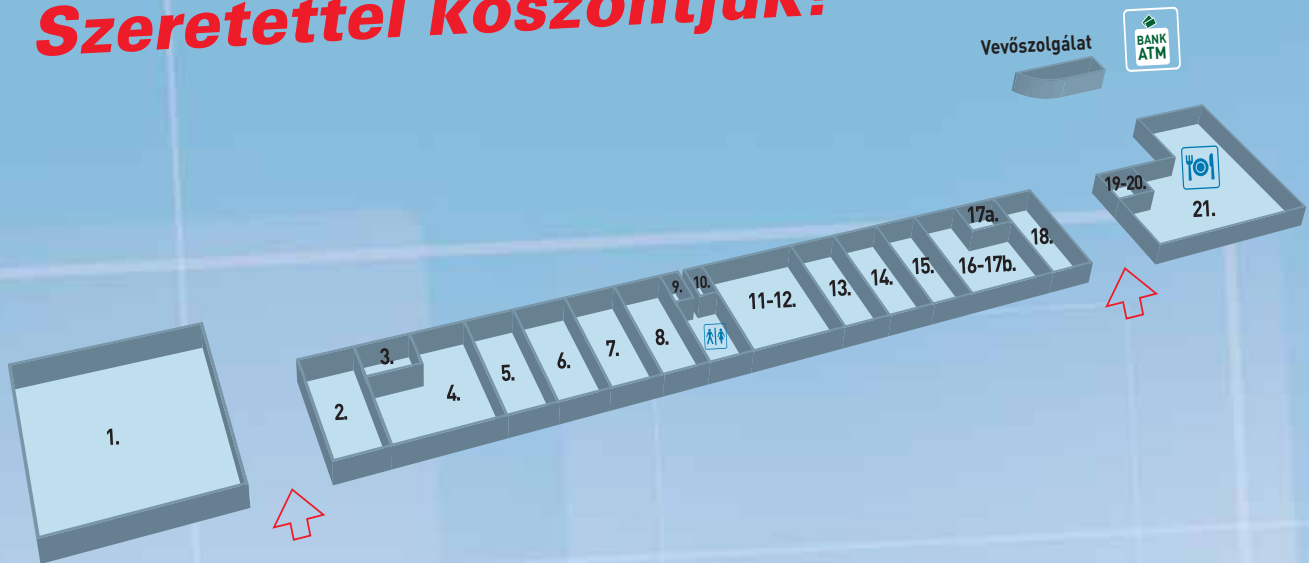 Szeretettel köszöntjük!
Vevőszolgálat
BANK
ATM
1.
2.
3.
4.
5.
6.
7.
8.
9.
10.
11-12.
13.
14.
15.
16-17b.
17a.
18.
19-20.
21.